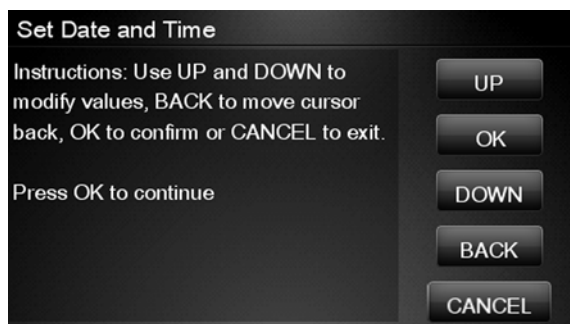 Set Date and Time
Instructions: Use UP and DOWN to
modify values, BACK to move cursor
back, OK to confirm or CANCEL to exit.
Press OK to continue
UP
OK
DOWN
BACK
CANCEL